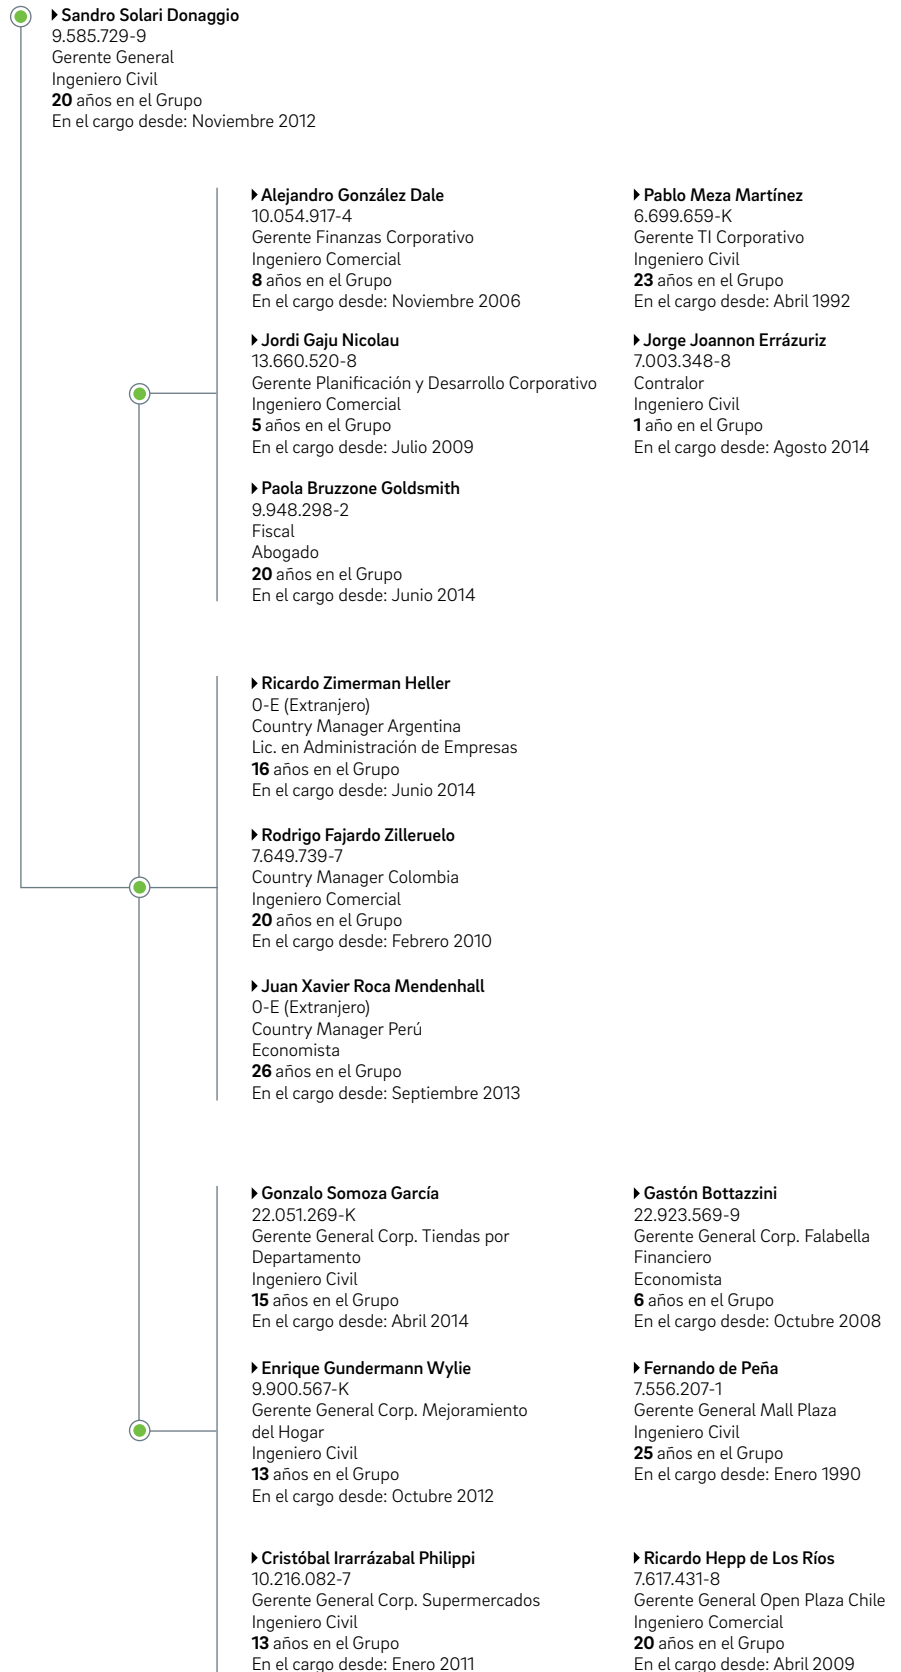 Sandro Solari Donaggio
9.585.729-9
Gerente General
Ingeniero Civil
20 años en el Grupo
En el cargo desde: Noviembre 2012
Alejandro González Dale
10.054.917-4
Gerente Finanzas Corporativo
Ingeniero Comercial
8 años en el Grupo
En el cargo desde: Noviembre 2006
Pablo Meza Martínez
6.699.659-K
Gerente TI Corporativo
Ingeniero Civil
23 años en el Grupo
En el cargo desde: Abril 1992
Jordi Gaju Nicolau
13.660.520-8
Gerente Planificación y Desarrollo Corporativo
Ingeniero Comercial
5 años en el Grupo
En el cargo desde: Julio 2009
Jorge Joannon Errázuriz
7.003.348-8
Contralor
Ingeniero Civil
1 año en el Grupo
En el cargo desde: Agosto 2014
Paola Bruzzone Goldsmith
9.948.298-2
Fiscal
Abogado
20 años en el Grupo
En el cargo desde: Junio 2014
Ricardo Zimerman Heller
0-E (Extranjero)
Country Manager Argentina
Lic. en Administración de Empresas
16 años en el Grupo
En el cargo desde: Junio 2014
Rodrigo Fajardo Zilleruelo
7.649.739-7
Country Manager Colombia
Ingeniero Comercial
20 años en el Grupo
En el cargo desde: Febrero 2010
Juan Xavier Roca Mendenhall
0-E (Extranjero)
Country Manager Perú
Economista
26 años en el Grupo
En el cargo desde: Septiembre 2013
Gonzalo Somoza García
22.051.269-K
Gerente General Corp. Tiendas por
Departamento
Ingeniero Civil
15 años en el Grupo
En el cargo desde: Abril 2014
Gastón Bottazzini
22.923.569-9
Gerente General Corp. Falabella
Financiero
Economista
6 años en el Grupo
En el cargo desde: Octubre 2008
Enrique Gundermann Wylie
9.900.567-K
Gerente General Corp. Mejoramiento
del Hogar
Ingeniero Civil
13 años en el Grupo
En el cargo desde: Octubre 2012
Fernando de Peña
7.556.207-1
Gerente General Mall Plaza
Ingeniero Civil
25 años en el Grupo
En el cargo desde: Enero 1990
Cristóbal Irarrázabal Philippi
10.216.082-7
Gerente General Corp. Supermercados
Ingeniero Civil
13 años en el Grupo
En el cargo desde: Enero 2011
Ricardo Hepp de Los Ríos
7.617.431-8
Gerente General Open Plaza Chile
Ingeniero Comercial
20 años en el Grupo
En el cargo desde: Abril 2009